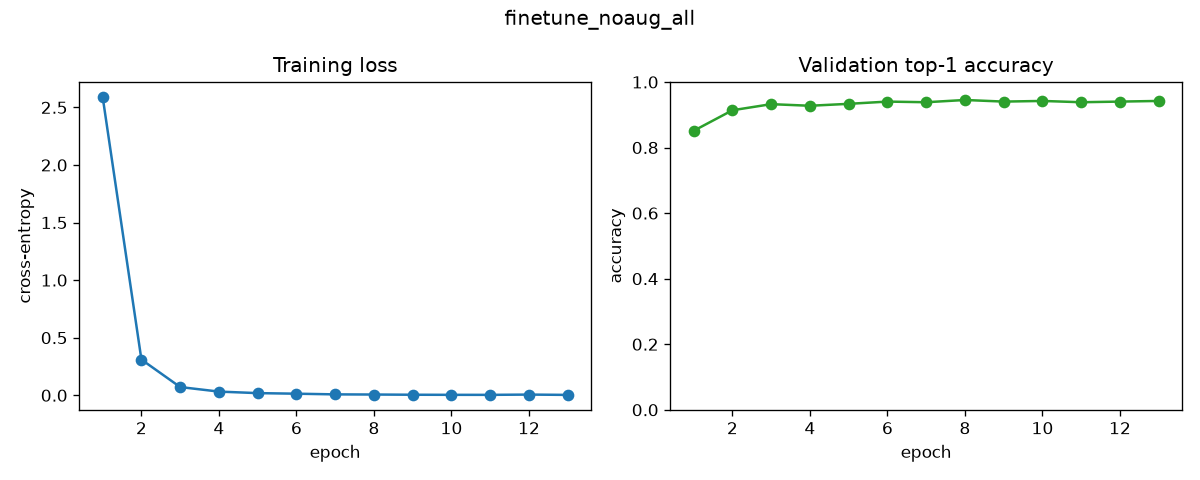 finetune_noaug_all
Training loss
cross-entropy
2.5
2.0
1.5
1.0
0.5
0.0
2 4 6 8 10 12
epoch
Validation top-1 accuracy
accuracy
1.0
0.8
0.6
0.4
0.2
0.0
2 4 6 8 10 12
epoch